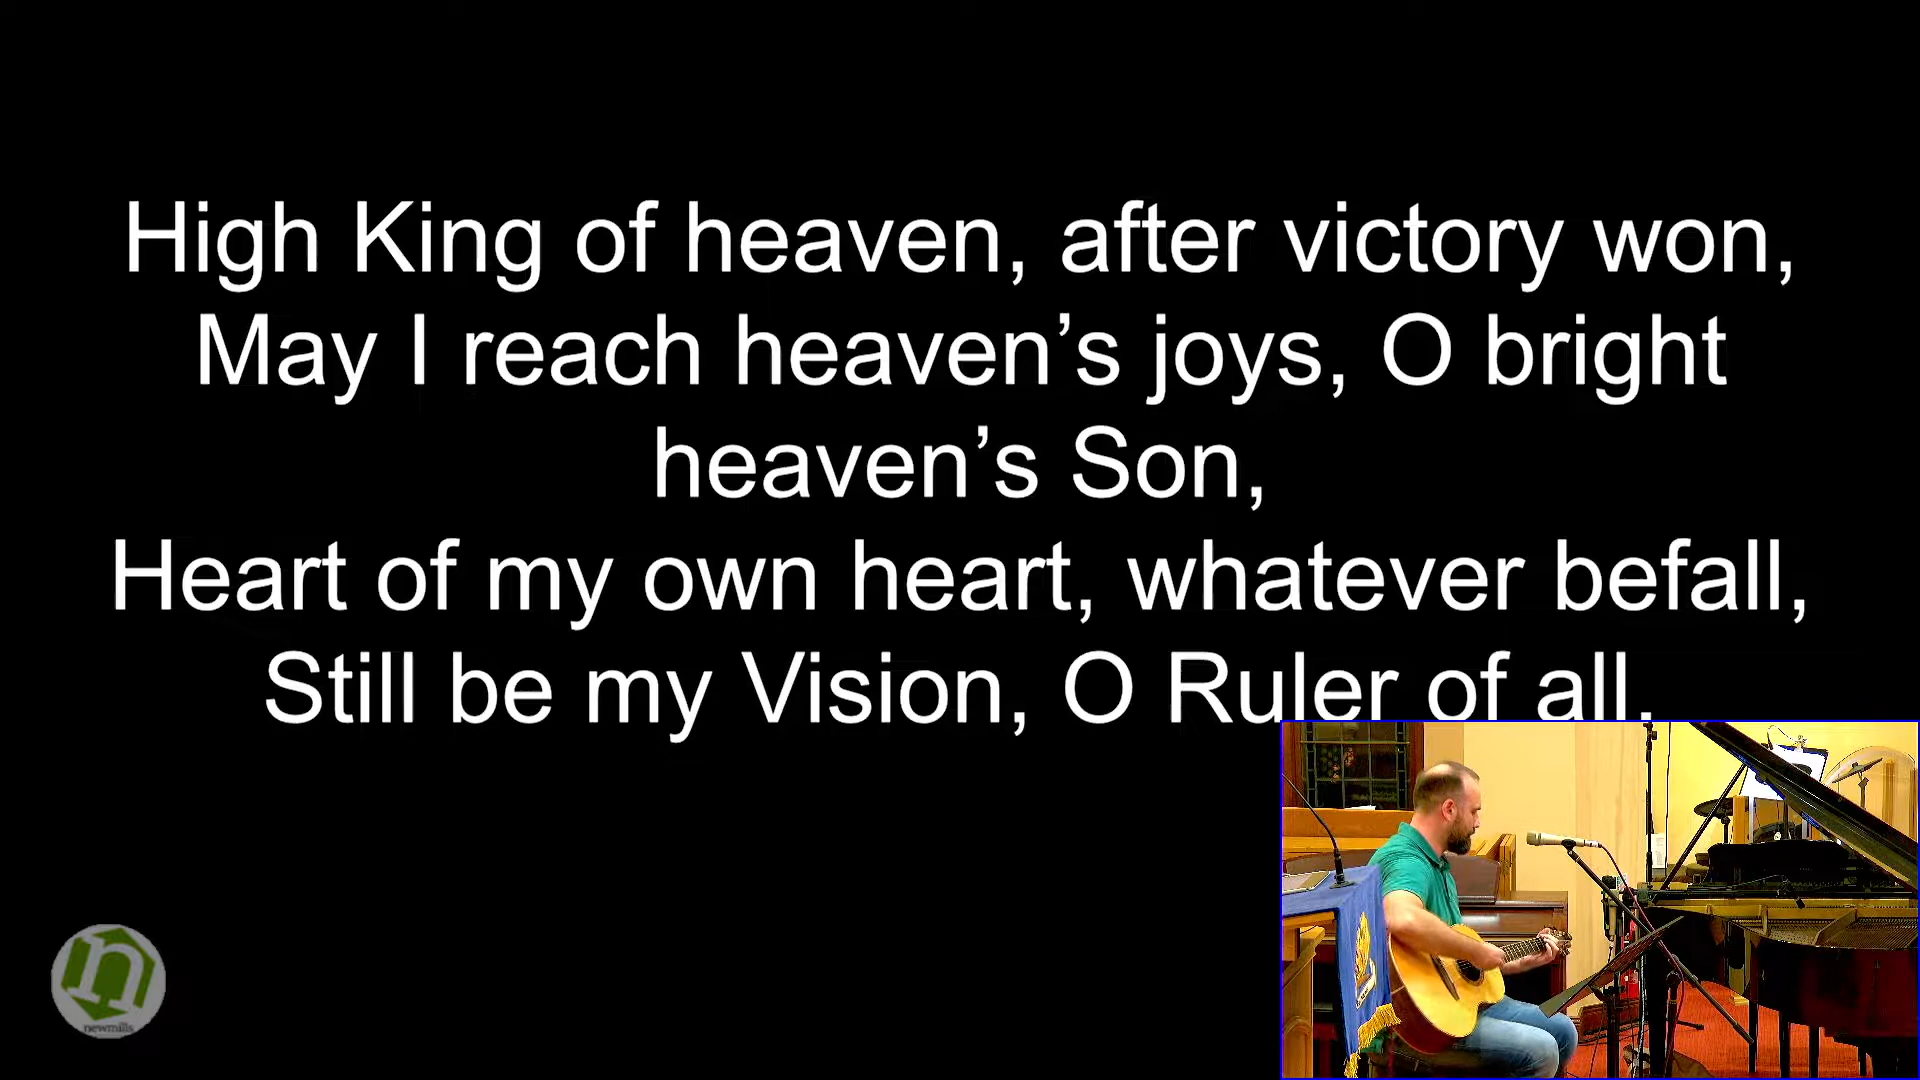 High King of heaven, after victory won,
May I reach heaven’s joys, O bright
heaven’s Son,
Heart of my own heart, whatever befall,
Still be my Vision, O Ruler of all.
n
newmills